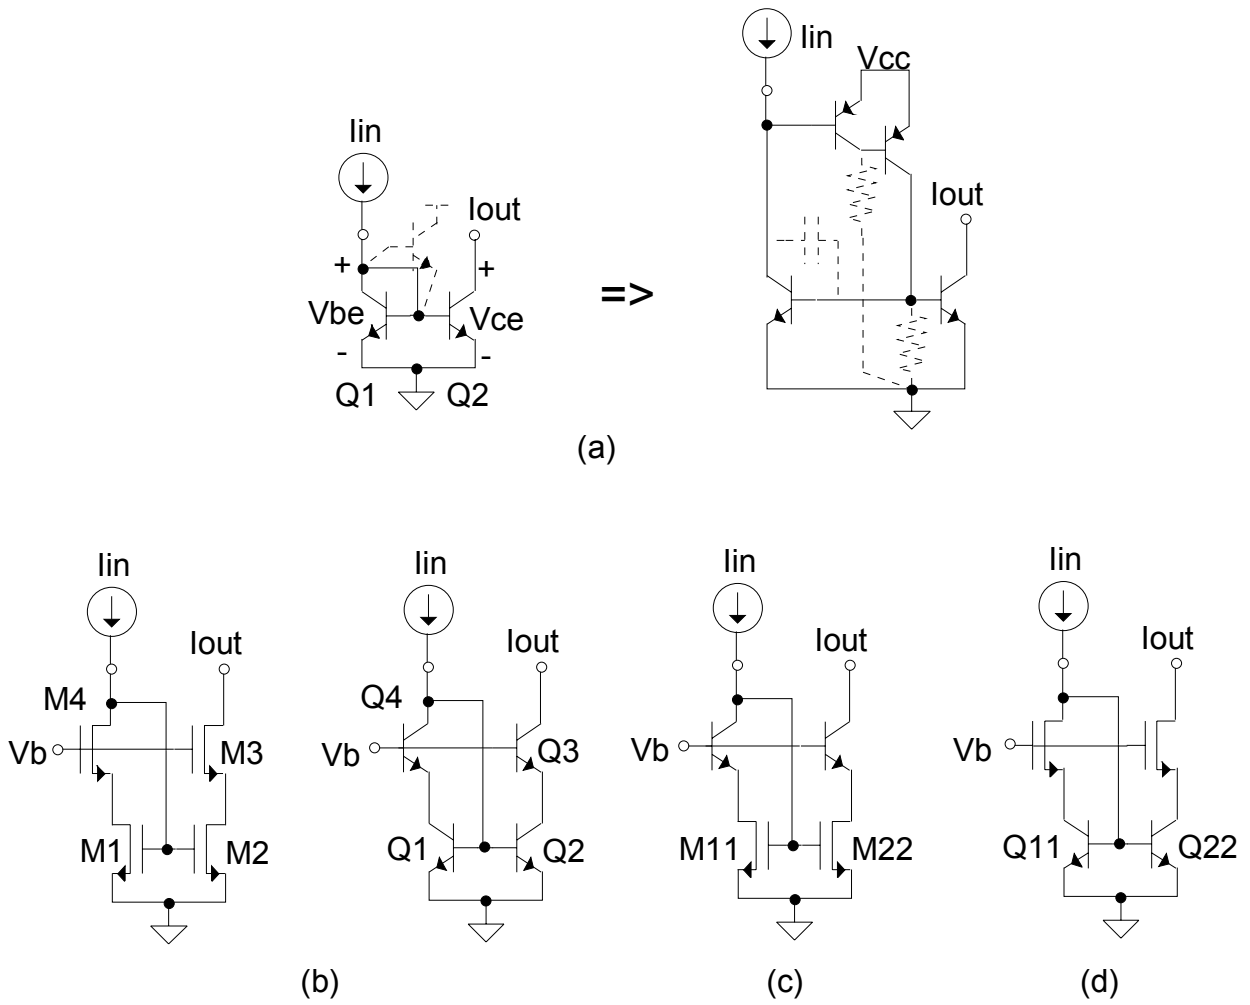 Iin
Vcc
Iin
Iout
Iout
+
+
Vbe
Vce
=>
-
-
Q1
Q2
(a)
Iin
Iin
Iin
Iin
Iout
Iout
Iout
Iout
M4
Q4
Vb
M3
Vb
Q3
Vb
Vb
M1
M2
Q1
Q2
M11
M22
Q11
Q22
(b)
(c)
(d)